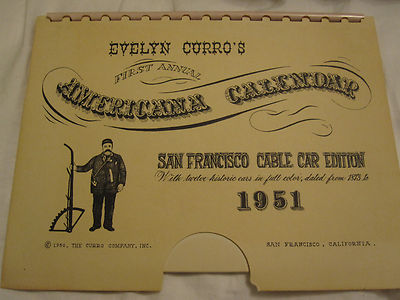 EVELYN CURRO'S
FIRST ANNUAL
AMERICANA CALENDAR
SAN FRANCISCO CABLE CAR EDITION
With twelve historic cars in full color, dated from 1873 to
1951
© 1950, THE CURRO COMPANY, INC.
SAN FRANCISCO, CALIFORNIA.